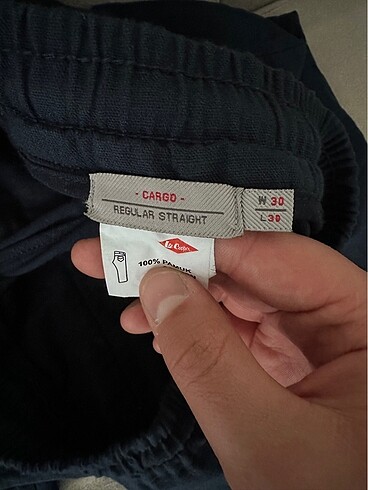 - CARGO -
REGULAR STRAIGHT
W 30
L 30
Lee Cooper
100% PAMUK